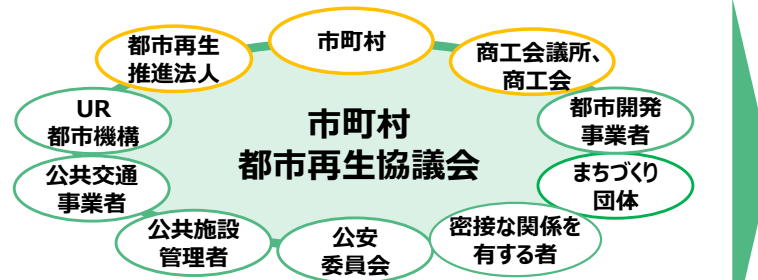 市町村
都市再生
推進法人
商工会議所、
商工会
UR
都市機構
市町村
都市再生協議会
都市開発
事業者
公共交通
事業者
まちづくり
団体
公共施設
管理者
公安
委員会
密接な関係を
有する者